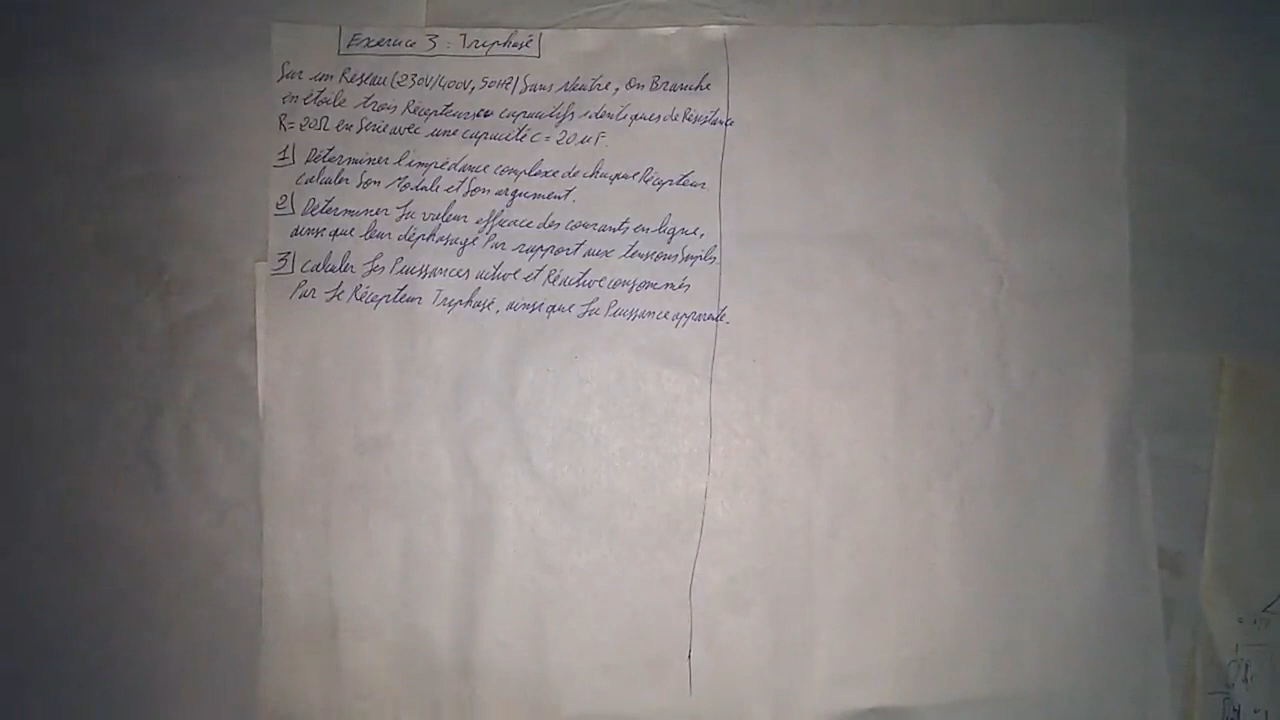 Exercice 3 : Triphasé
Sur un Réseau (230V/400V, 50HZ) Sans Neutre, on Branche
en étoile trois Récepteurs capacitifs identiques de Résistance
R = 20Ω en Serie avec une capacité C = 20 μF.
1) Déterminer l'impédance complexe de chaque Récepteur
calculer Son Module et Son argument.
2) Déterminer La valeur efficace des courants en ligne,
ainsi que leur déphasage Par rapport aux tensions Simples.
3) Calculer Les Puissances active et Réactive consommés
Par Le Récepteur Triphasé, ainsi que La Puissance apparente.